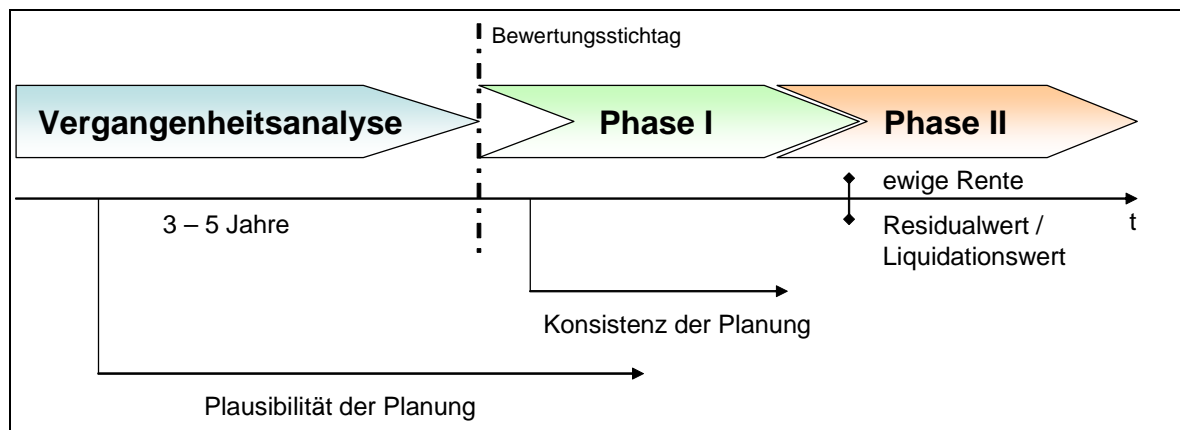 Bewertungsstichtag
Vergangenheitsanalyse
Phase I
Phase II
ewige Rente
3 – 5 Jahre
Residualwert /
Liquidationswert
t
Konsistenz der Planung
Plausibilität der Planung